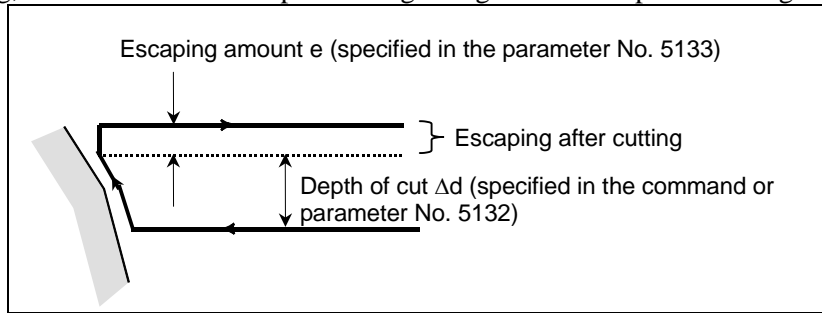 Escaping amount e (specified in the parameter No. 5133)
Escaping after cutting
Depth of cut Δd (specified in the command or
parameter No. 5132)